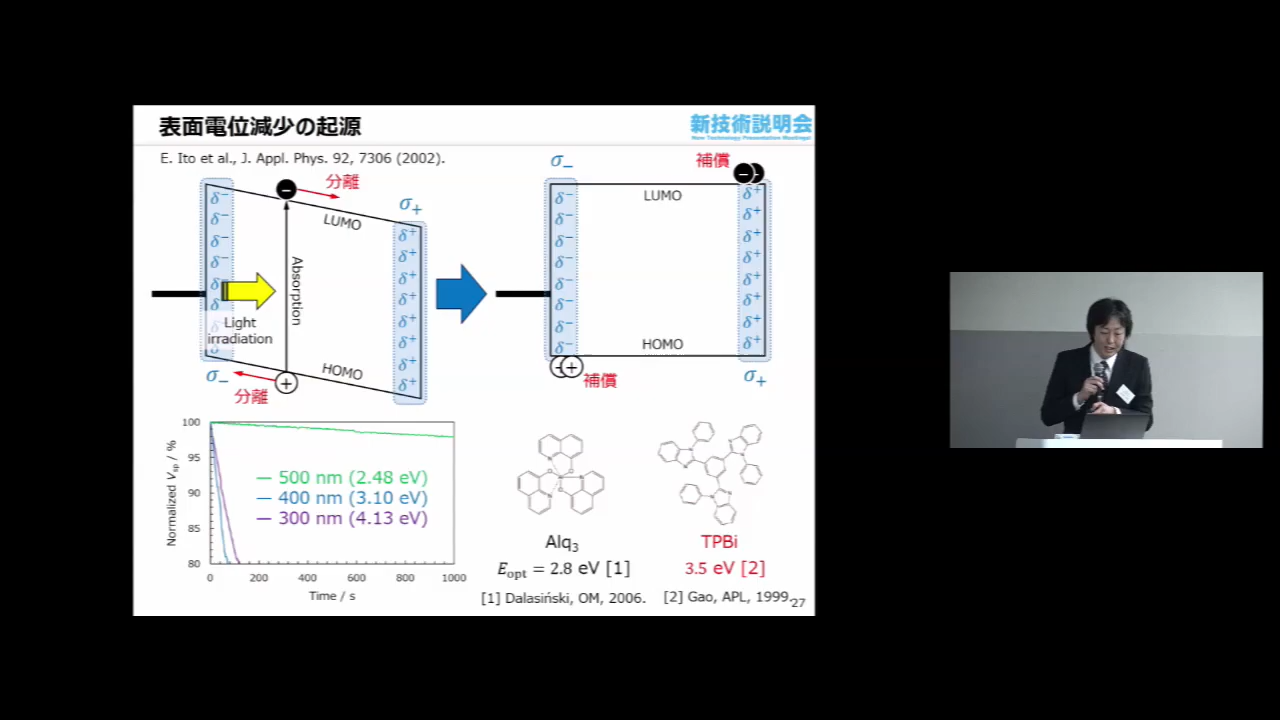 表面電位減少の起源
新技術説明会
New Technology Presentation Meetings!
E. Ito et al., J. Appl. Phys. 92, 7306 (2002).
σ−
補償
−
−
分離
σ+
LUMO
LUMO
δ− δ− δ− δ− δ− δ−
δ+ δ+ δ+ δ+ δ+ δ+ δ+ δ+
δ− δ− δ− δ− δ− δ− δ− δ−
δ+ δ+ δ+ δ+ δ+ δ+ δ+ δ+
Absorption
Light
irradiation
HOMO
HOMO
σ−
+
分離
+
補償
σ+
100
95
90
85
80
Normalized Vsp / %
500 nm (2.48 eV)
400 nm (3.10 eV)
300 nm (4.13 eV)
0 200 400 600 800 1000
Time / s
Alq3
TPBi
Eopt = 2.8 eV [1]
3.5 eV [2]
[1] Dalasiński, OM, 2006.
[2] Gao, APL, 1999.
27